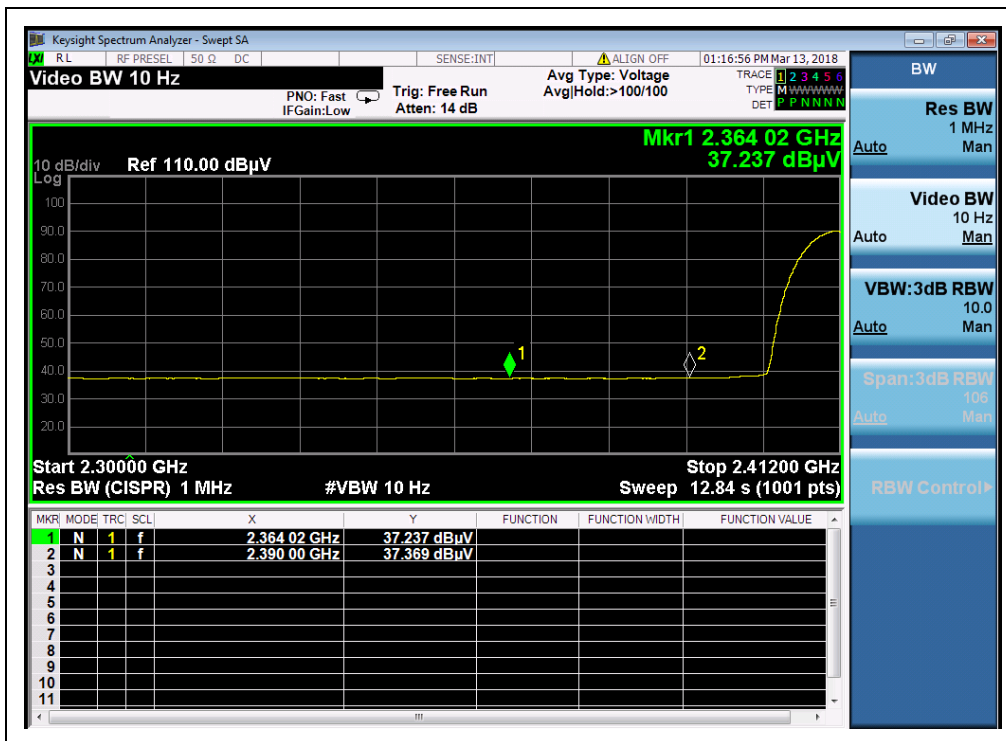 Keysight Spectrum Analyzer - Swept SA
LXI RL RF PRESEL 50 Ω DC SENSE:INT ALIGN OFF 01:16:56 PM Mar 13, 2018
Video BW 10 Hz
PNO: Fast
IFGain:Low
Trig: Free Run
Atten: 14 dB
Avg Type: Voltage
Avg|Hold:>100/100
TRACE 1 2 3 4 5 6
TYPE M W W W W W
DET P P N N N N
Mkr1 2.364 02 GHz
37.237 dBµV
10 dB/div Ref 110.00 dBµV
Log
100
90.0
80.0
70.0
60.0
50.0
40.0
30.0
20.0
1
2
Start 2.30000 GHz Stop 2.41200 GHz
Res BW (CISPR) 1 MHz #VBW 10 Hz Sweep 12.84 s (1001 pts)
MKR MODE TRC SCL X Y FUNCTION FUNCTION WIDTH FUNCTION VALUE
1 N 1 f 2.364 02 GHz 37.237 dBµV
2 N 1 f 2.390 00 GHz 37.369 dBµV
3
4
5
6
7
8
9
10
11
BW
Res BW
1 MHz
Auto Man
Video BW
10 Hz
Auto Man
VBW:3dB RBW
10.0
Auto Man
Span:3dB RBW
106
Auto Man
RBW Control